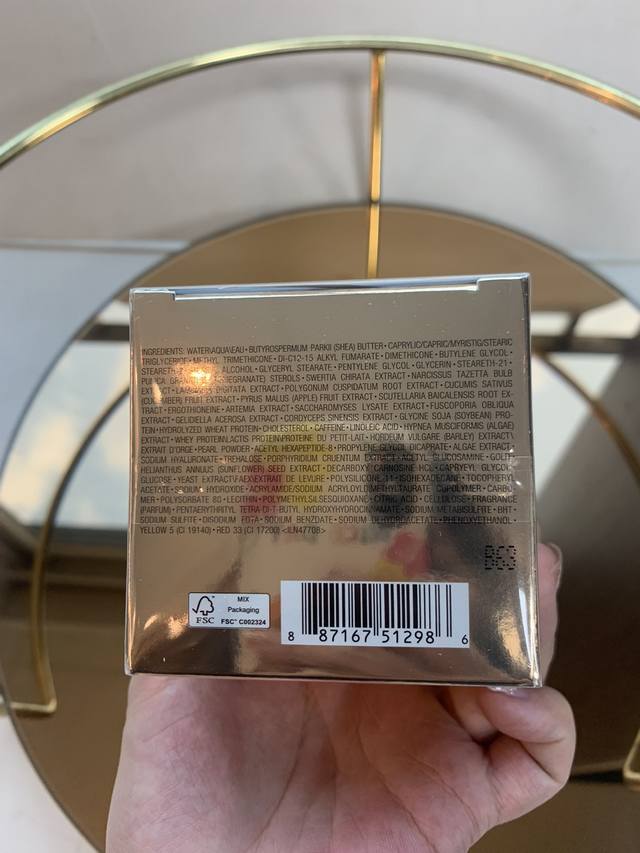 INGREDIENTS: WATER\AQUA\EAU • BUTYROSPERMUM PARKII (SHEA) BUTTER • CAPRYLIC/CAPRIC/MYRISTIC/STEARIC
TRIGLYCERIDE • METHYL TRIMETHICONE • DI-C12-15 ALKYL FUMARATE • DIMETHICONE • BUTYLENE GLYCOL •
ALCOHOL • GLYCERYL STEARATE • PENTYLENE GLYCOL • GLYCERIN • STEARETH-21 •
STEROLS • SWERTIA CHIRATA EXTRACT • NARCISSUS TAZETTA BULB
EXTRACT • EXTRACT • POLYGONUM CUSPIDATUM ROOT EXTRACT • CUCUMIS SATIVUS
(CUCUMBER) FRUIT EXTRACT • PYRUS MALUS (APPLE) FRUIT EXTRACT • SCUTELLARIA BAICALENSIS ROOT EX-
TRACT • ERGOTHIONEINE • ARTEMIA EXTRACT • SACCHAROMYSES LYSATE EXTRACT • FUSCOPORIA OBLIQUA
EXTRACT • GELIDIELLA ACEROSA EXTRACT • CORDYCEPS SINENSIS EXTRACT • GLYCINE SOJA (SOYBEAN) PRO-
TEIN • HYDROLYZED WHEAT PROTEIN • CHOLESTEROL • CAFFEINE • LINOLEIC ACID • HYPNEA MUSCIFORMIS (ALGAE)
EXTRACT • WHEY PROTEIN\LACTIS PROTEIN\PROTEINE DU PETIT-LAIT • HORDEUM VULGARE (BARLEY) EXTRACT\
EXTRAIT D'ORGE • PEARL POWDER • ACETYL HEXAPEPTIDE-8 • PROPYLENE GLYCOL DICAPRATE • ALGAE EXTRACT •
SODIUM HYALURONATE • TREHALOSE • PORPHYRIDIUM CRUENTUM EXTRACT • ACETYL GLUCOSAMINE • GOLD •
HELIANTHUS ANNUUS (SUNFLOWER) SEED EXTRACT • DECARBOXY CARNOSINE HCL • CAPRYLYL GLYCOL •
GLUCOSE • YEAST EXTRACT\FAEX\EXTRAIT DE LEVURE • POLYSILICONE-11 • ISOHEXADECANE • TOCOPHERYL
ACETATE • SODIUM HYDROXIDE • ACRYLAMIDE/SODIUM ACRYLOYLDIMETHYLTAURATE COPOLYMER • CARBO-
MER • POLYSORBATE 80 • LECITHIN • POLYMETHYLSILSESQUIOXANE • CITRIC ACID • CELLULOSE • FRAGRANCE
(PARFUM) • PENTAERYTHRITYL TETRA-DI-T-BUTYL HYDROXYHYDROCINNAMATE • SODIUM METABISULFITE • BHT •
SODIUM SULFITE • DISODIUM EDTA • SODIUM BENZOATE • SODIUM DEHYDROACETATE • PHENOXYETHANOL •
YELLOW 5 (CI 19140) • RED 33 (CI 17200) <ILN47708>
B63
MIX
Packaging
FSC
FSC® C002324
8 87167 51298 6